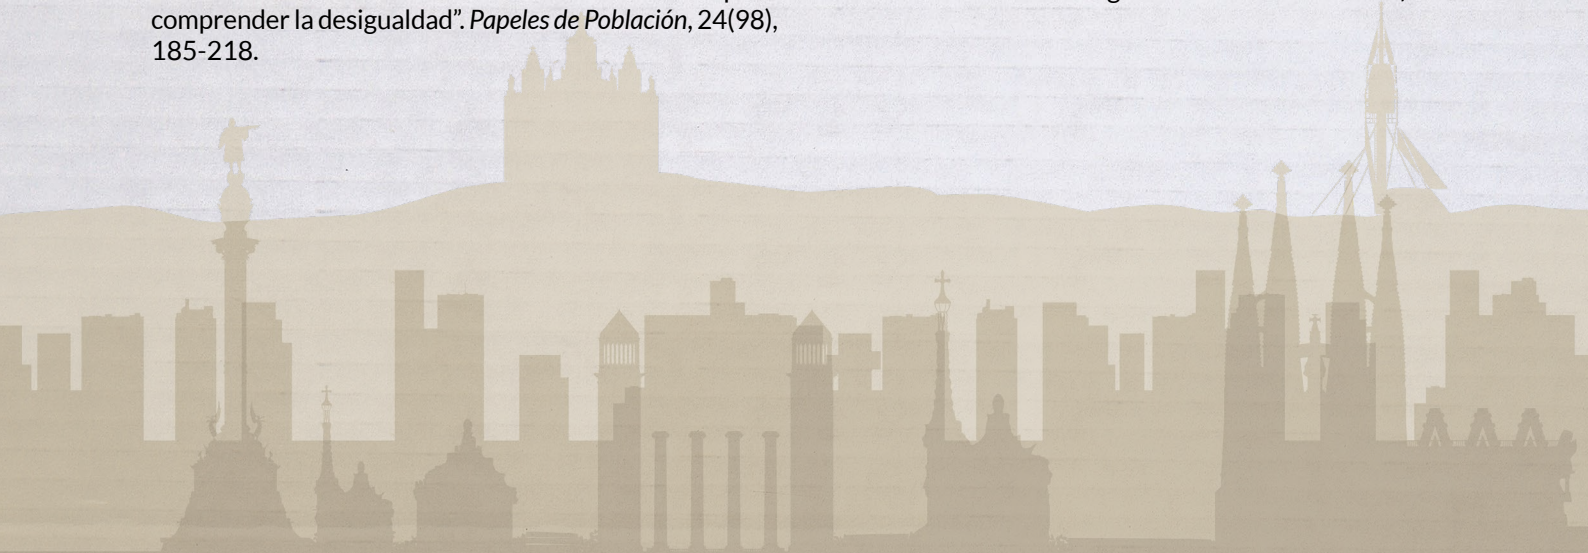 comprender la desigualdad”. Papeles de Población, 24(98),
185-218.